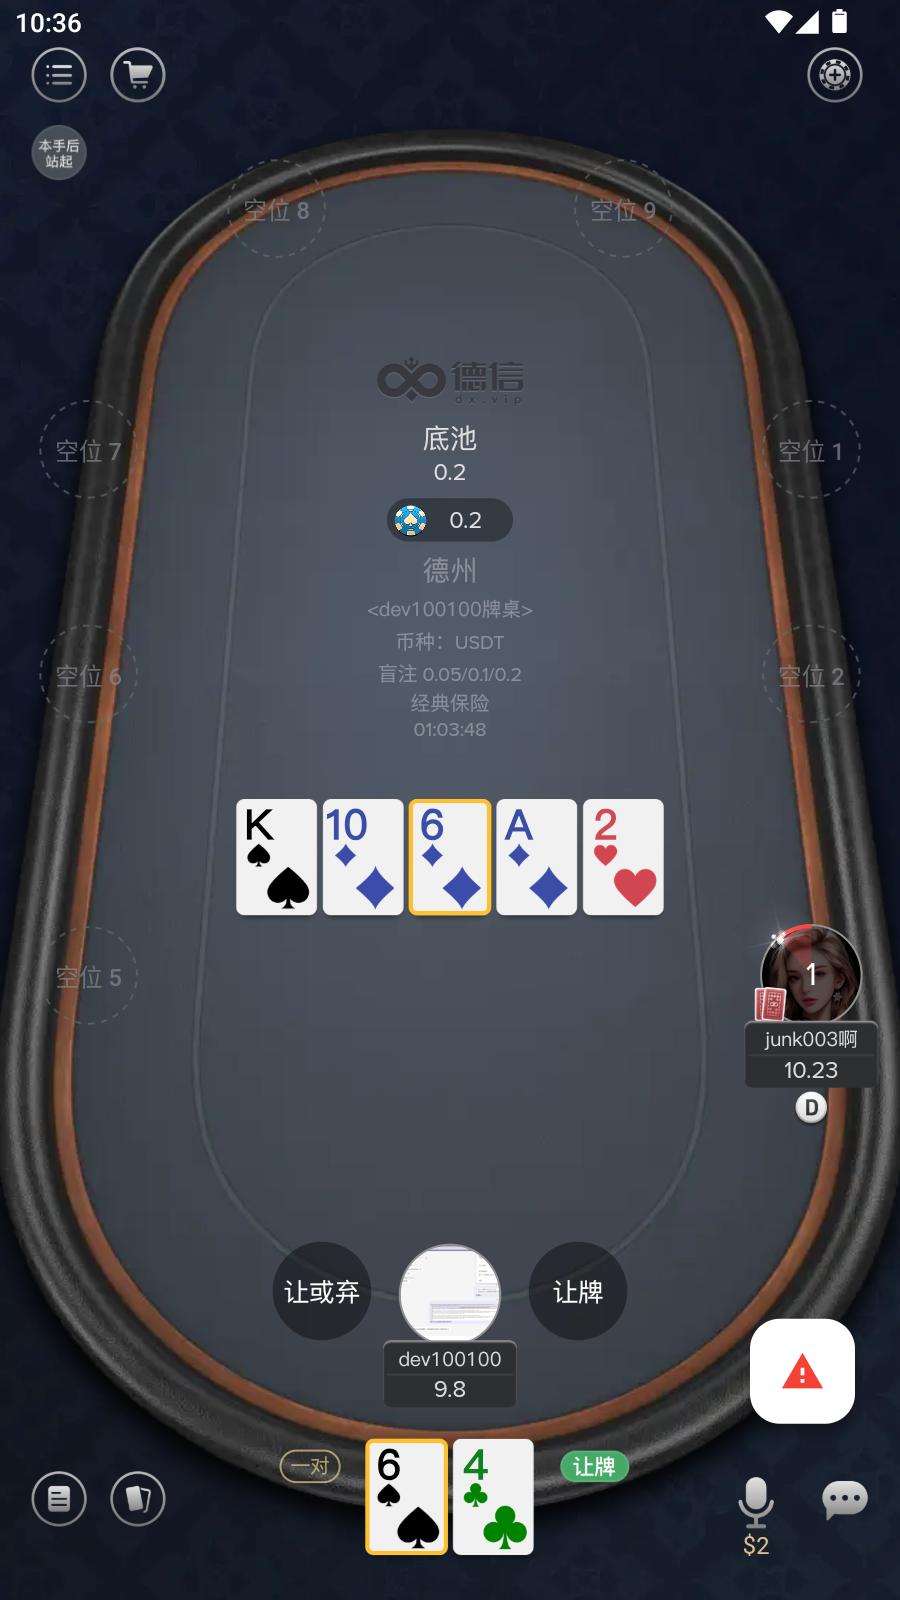 10:36
本手后
站起
空位 8
空位 9
德信
dx.vip
底池
0.2
0.2
空位 7
空位 1
德州
<dev100100牌桌>
币种：USDT
盲注 0.05/0.1/0.2
经典保险
01:03:48
空位 6
空位 2
K
10
6
A
2
空位 5
1
junk003啊
10.23
D
让或弃
让牌
dev100100
9.8
一对
6
4
让牌
$2